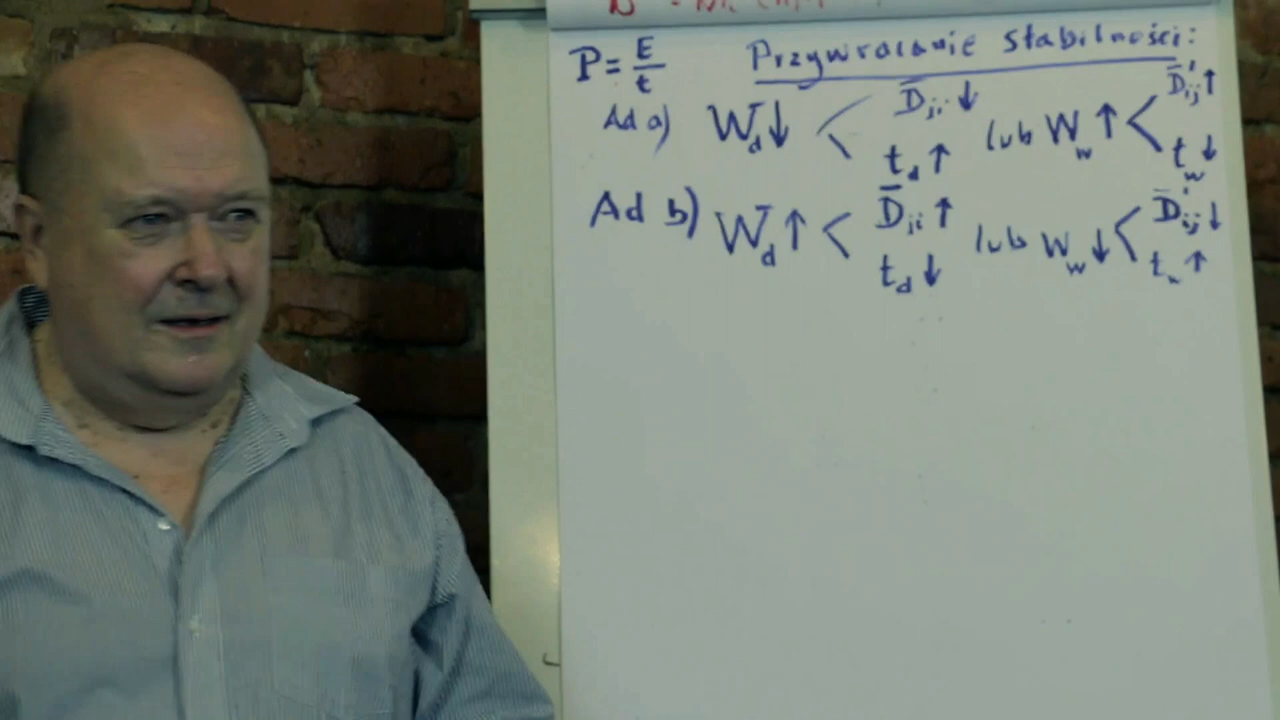 P = E/t Przywracanie stabilności:
Ad a) W̅d↓ < D̅ji↓ td↑ lub Ww↑ < D̅'ij↑ tw↓
Ad b) W̅d↑ < D̅ji↑ td↓ lub Ww↓ < D̅'ij↓ tw↑